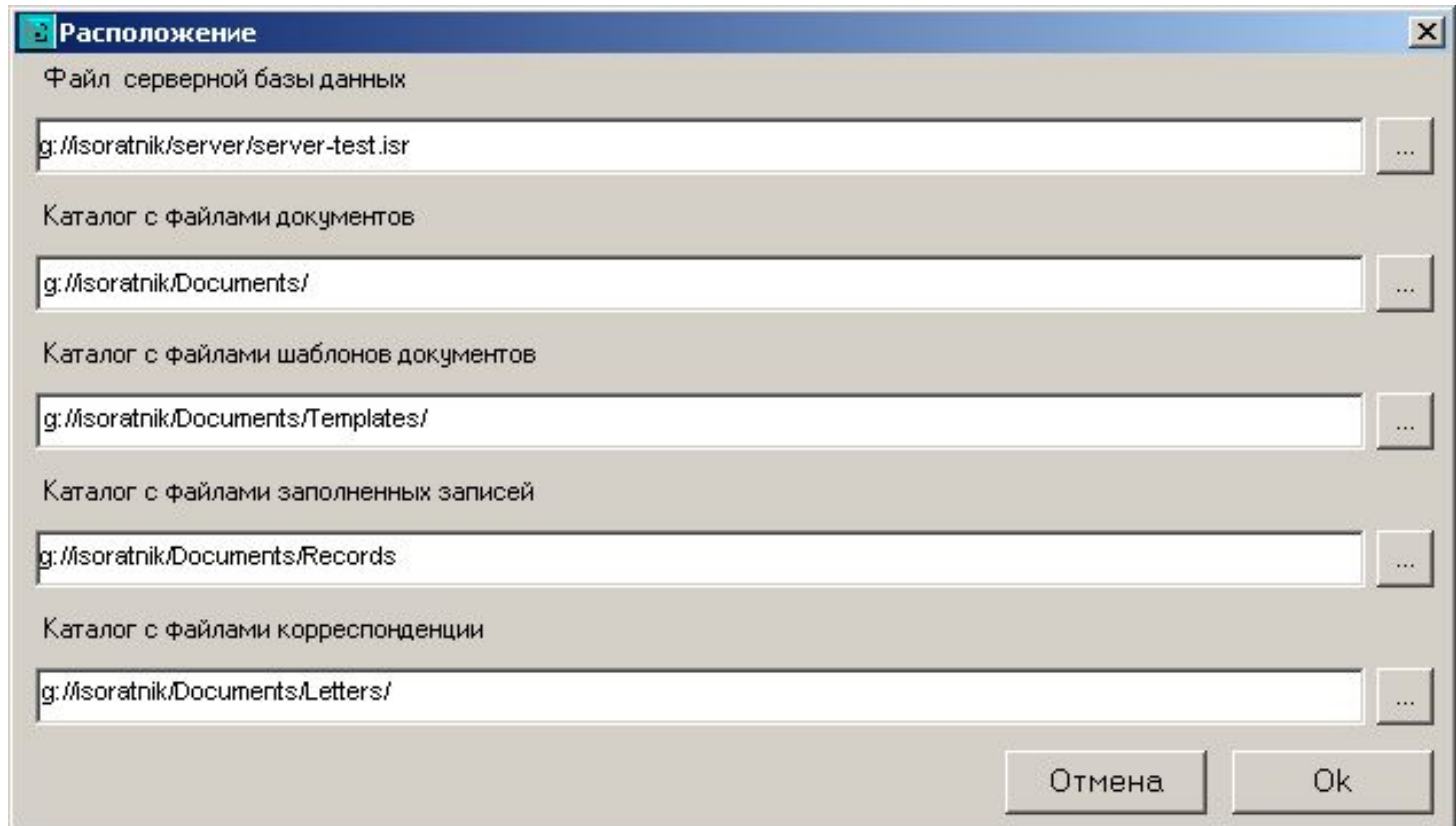 Расположение
Файл серверной базы данных
g://isoratnik/server/server-test.isr
...
Каталог с файлами документов
g://isoratnik/Documents/
...
Каталог с файлами шаблонов документов
g://isoratnik/Documents/Templates/
...
Каталог с файлами заполненных записей
g://isoratnik/Documents/Records
...
Каталог с файлами корреспонденции
g://isoratnik/Documents/Letters/
...
Отмена Ok